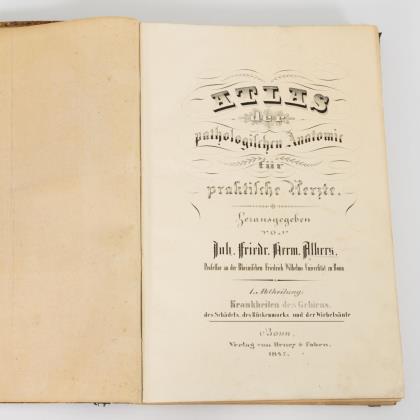 ATLAS
der
pathologischen Anatomie
für
praktische Aerzte.
Herausgegeben
von
Joh. Friedr. Herm. Albers,
Professor an der Rheinischen Friedrich Wilhelms Universität zu Bonn
I. Abtheilung:
Krankheiten des Gehirns,
des Schädels, des Rückenmarks und der Wirbelsäule
Bonn,
Verlag von Henry & Cohen.
1847.